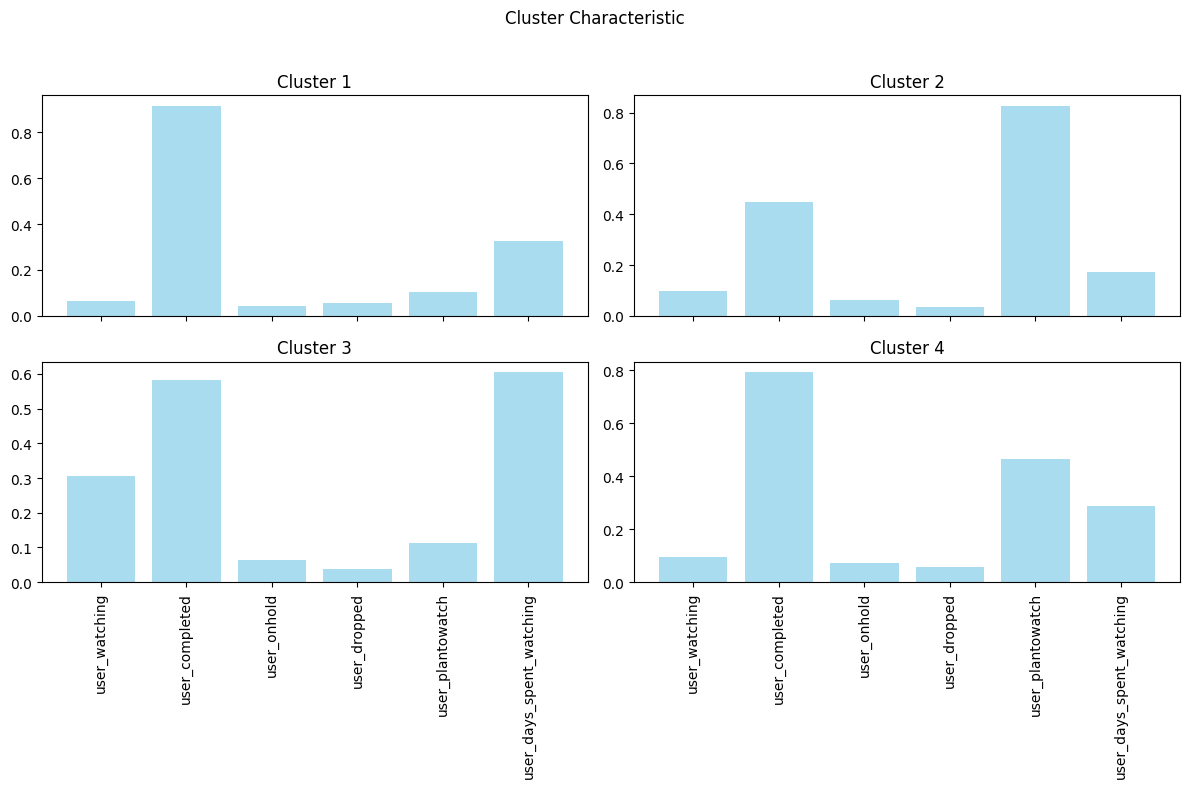 Cluster Characteristic
Cluster 1
0.8
0.6
0.4
0.2
0.0
Cluster 2
0.8
0.6
0.4
0.2
0.0
Cluster 3
0.6
0.5
0.4
0.3
0.2
0.1
0.0
user_watching
user_completed
user_onhold
user_dropped
user_plantowatch
user_days_spent_watching
Cluster 4
0.8
0.6
0.4
0.2
0.0
user_watching
user_completed
user_onhold
user_dropped
user_plantowatch
user_days_spent_watching